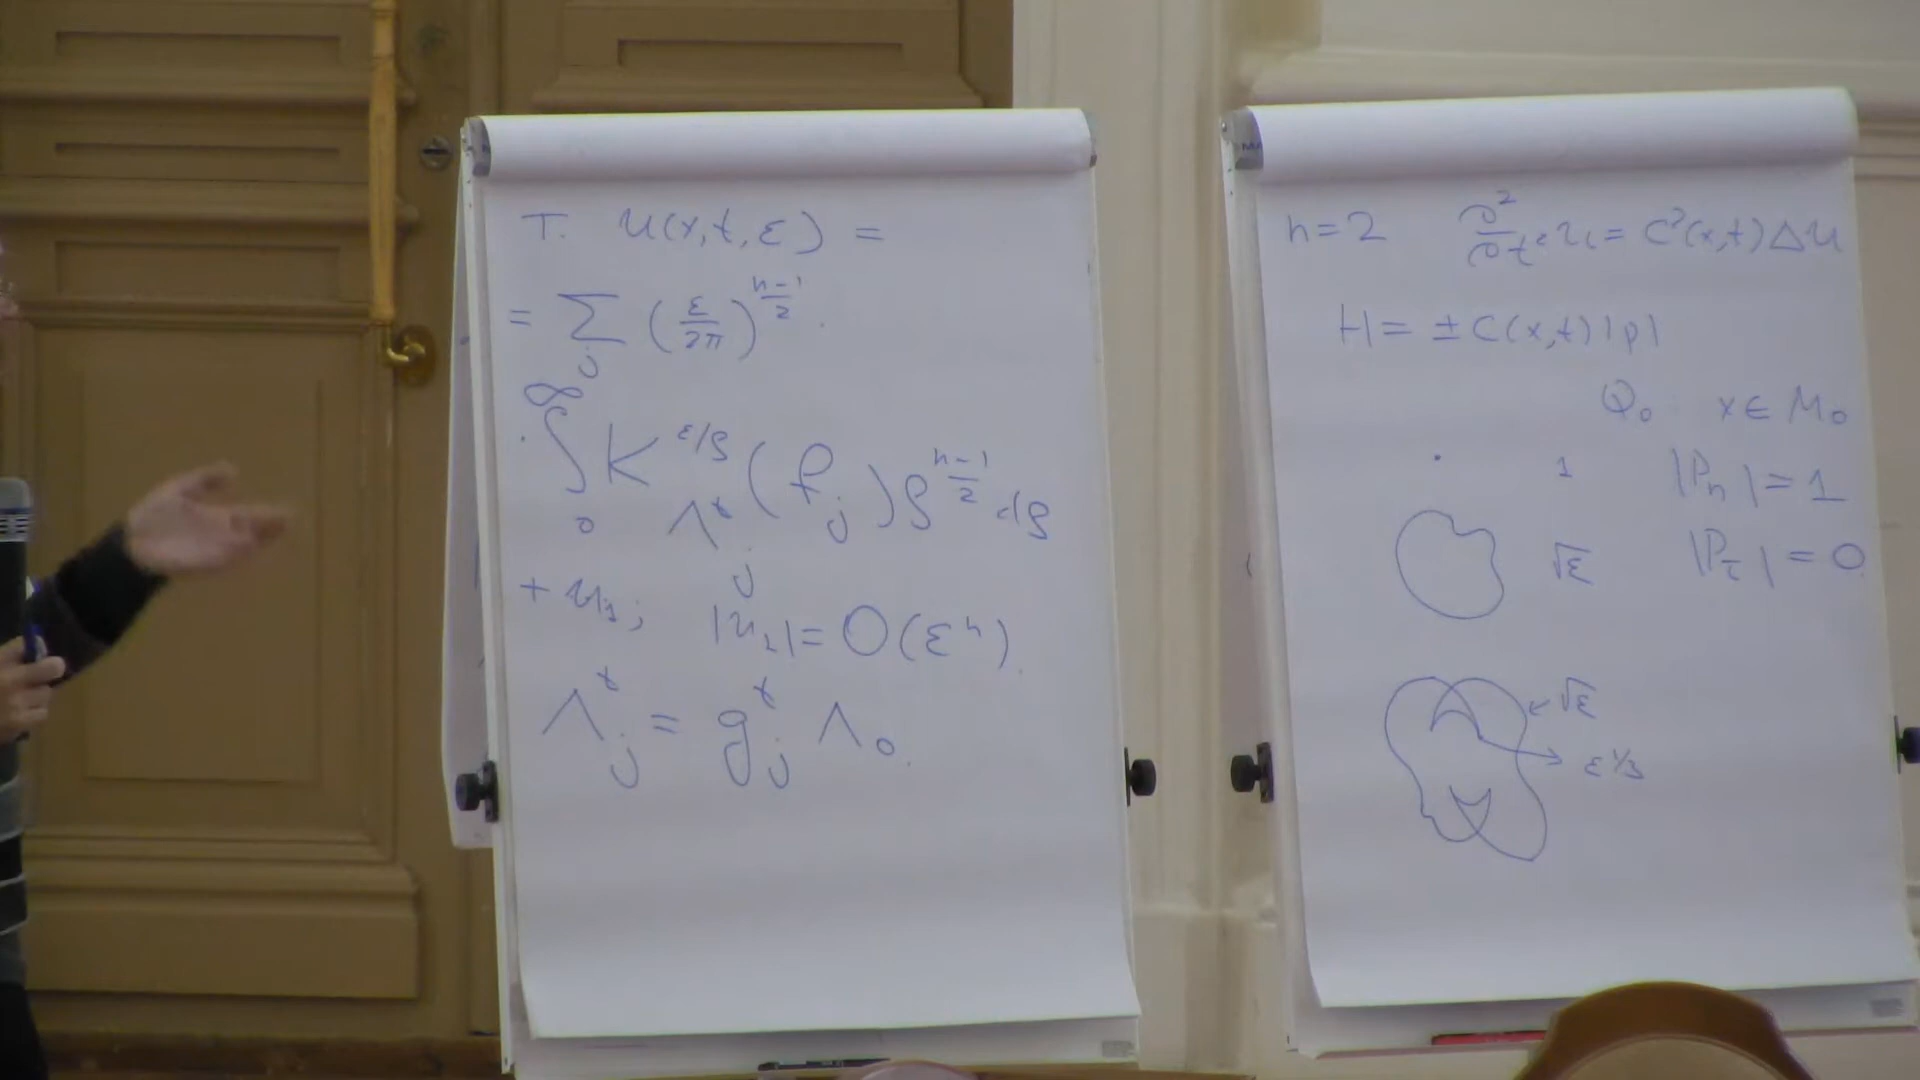 T. u(x,t,ε) =
= ∑_j (ε/2π)^{(n-1)/2} ·
· ∫_0^∞ K^{ε/ρ}_{Λ_j^t} (f_j) ρ^{(n-1)/2} dρ
+ u_1; |u_1| = O(ε^n).
Λ_j^t = g_j^t Λ_0.
n=2 ∂²/∂t² u = C²(x,t) Δu
H = ± C(x,t) |p|
Q_0 x ∈ M_0
1 |P_n| = 1
√ε |P_τ| = 0
← √ε
→ ε^{1/3}